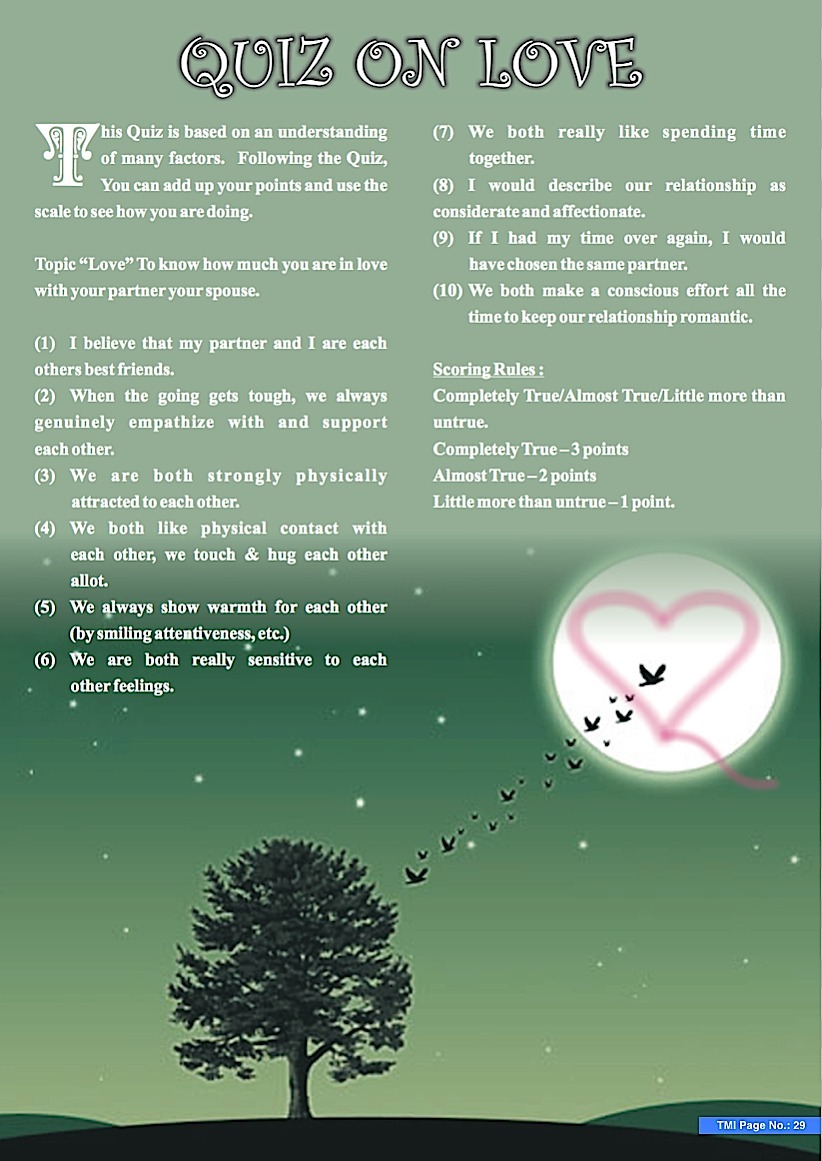 QUIZ ON LOVE
This Quiz is based on an understanding
of many factors. Following the Quiz,
You can add up your points and use the
scale to see how you are doing.
Topic “Love” To know how much you are in love
with your partner your spouse.
(1) I believe that my partner and I are each
others best friends.
(2) When the going gets tough, we always
genuinely empathize with and support
each other.
(3) We are both strongly physically
attracted to each other.
(4) We both like physical contact with
each other, we touch & hug each other
allot.
(5) We always show warmth for each other
(by smiling attentiveness, etc.)
(6) We are both really sensitive to each
other feelings.
(7) We both really like spending time
together.
(8) I would describe our relationship as
considerate and affectionate.
(9) If I had my time over again, I would
have chosen the same partner.
(10) We both make a conscious effort all the
time to keep our relationship romantic.
Scoring Rules :
Completely True/Almost True/Little more than
untrue.
Completely True – 3 points
Almost True – 2 points
Little more than untrue – 1 point.
TMI Page No.: 29